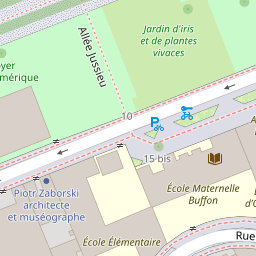 Jardin d'iris
et de plantes
vivaces
Allée Jussieu
oyer
mérique
10
15 bis
École Maternelle
Buffon
Piotr Zaborski
architecte
et muséographe
École Élémentaire
Rue